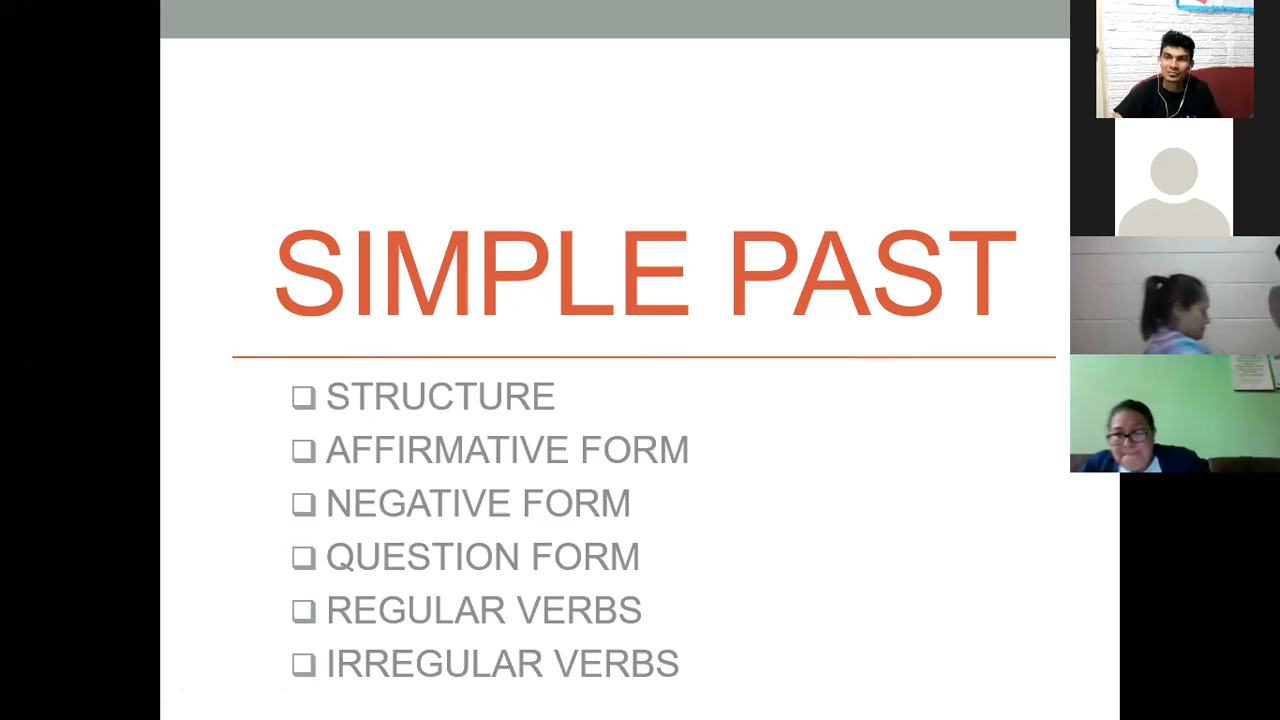 SIMPLE PAST
STRUCTURE
AFFIRMATIVE FORM
NEGATIVE FORM
QUESTION FORM
REGULAR VERBS
IRREGULAR VERBS